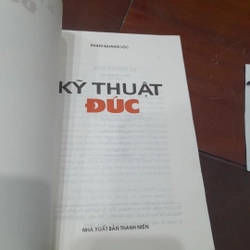 PHẠM KHÁNH LỘC
KỸ THUẬT
ĐÚC
NHÀ XUẤT BẢN THANH NIÊN